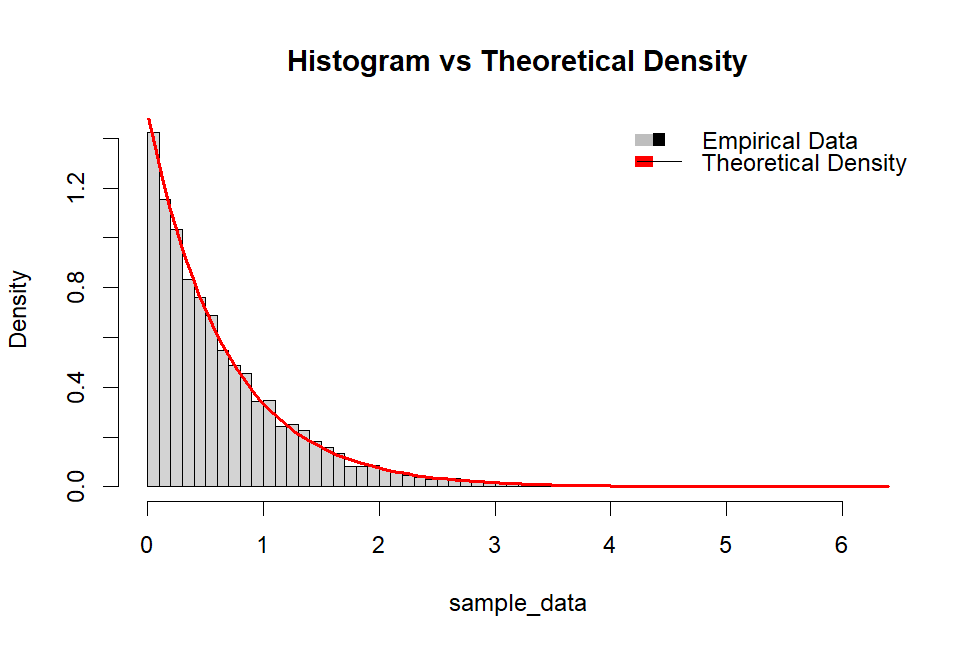 Histogram vs Theoretical Density
Empirical Data
Theoretical Density
1.2
0.8
0.4
0.0
Density
0 1 2 3 4 5 6
sample_data